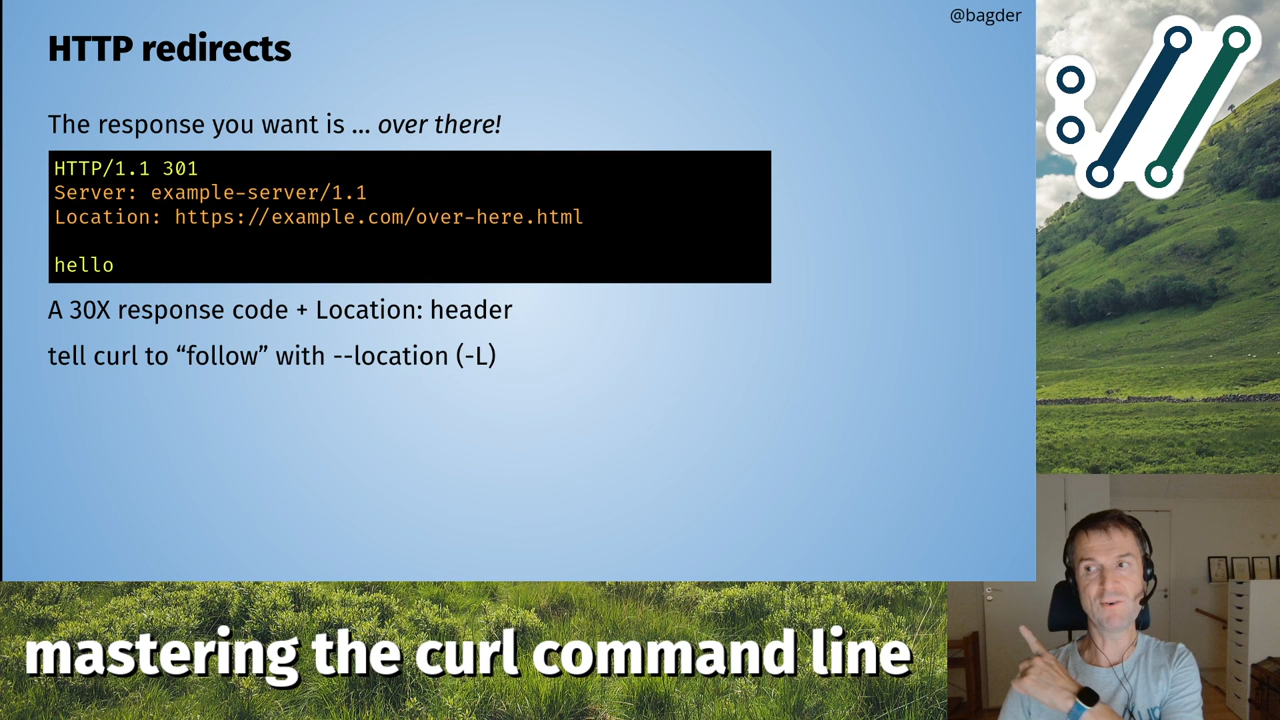 @bagder
HTTP redirects
The response you want is ... over there!
HTTP/1.1 301
Server: example-server/1.1
Location: https://example.com/over-here.html
hello
A 30X response code + Location: header
tell curl to “follow” with --location (-L)
mastering the curl command line